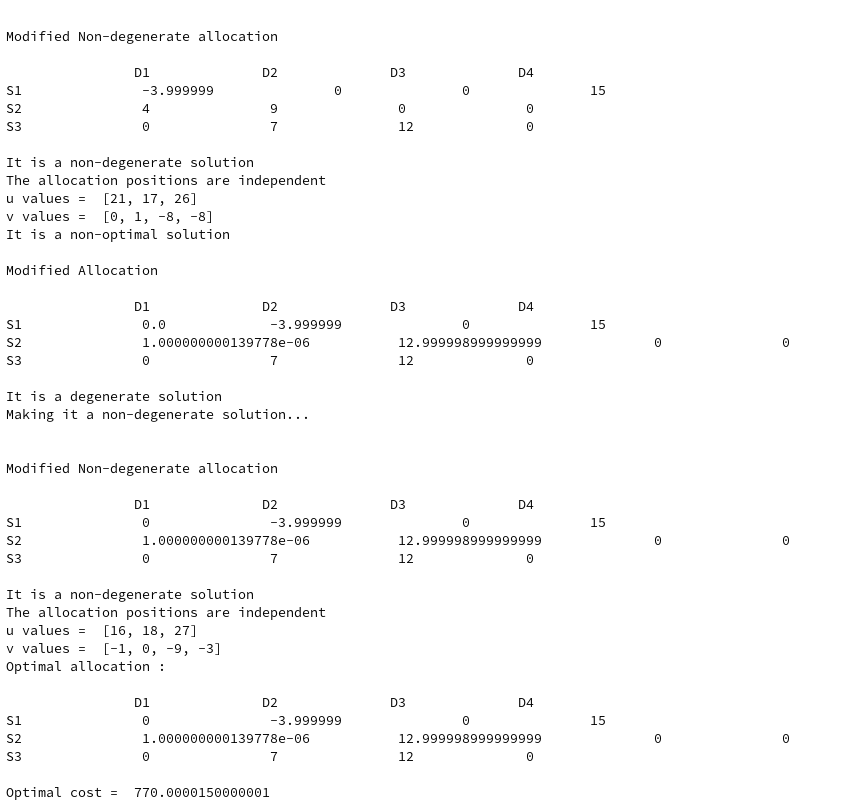 Modified Non-degenerate allocation
D1 D2 D3 D4
S1 -3.999999 0 0 15
S2 4 9 0 0
S3 0 7 12 0
It is a non-degenerate solution
The allocation positions are independent
u values =  [21, 17, 26]
v values =  [0, 1, -8, -8]
It is a non-optimal solution
Modified Allocation
D1 D2 D3 D4
S1 0.0 -3.999999 0 15
S2 1.000000000139778e-06 12.999998999999999 0 0
S3 0 7 12 0
It is a degenerate solution
Making it a non-degenerate solution...
Modified Non-degenerate allocation
D1 D2 D3 D4
S1 0 -3.999999 0 15
S2 1.000000000139778e-06 12.999998999999999 0 0
S3 0 7 12 0
It is a non-degenerate solution
The allocation positions are independent
u values =  [16, 18, 27]
v values =  [-1, 0, -9, -3]
Optimal allocation :
D1 D2 D3 D4
S1 0 -3.999999 0 15
S2 1.000000000139778e-06 12.999998999999999 0 0
S3 0 7 12 0
Optimal cost =  770.0000150000001